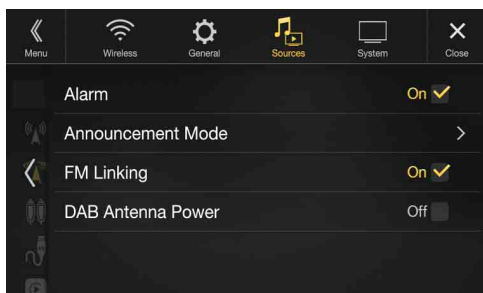 Menu
Wireless
General
Sources
System
Close
Alarm On
Announcement Mode
FM Linking On
DAB Antenna Power Off